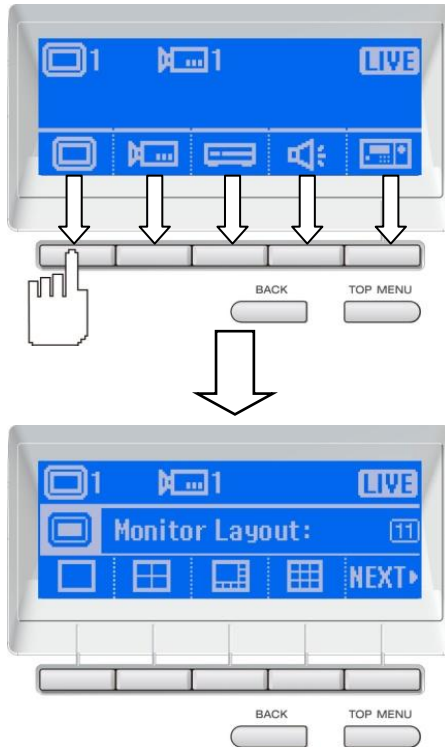 1 1 LIVE
BACK TOP MENU
1 1 LIVE
Monitor Layout: 11
NEXT
BACK TOP MENU